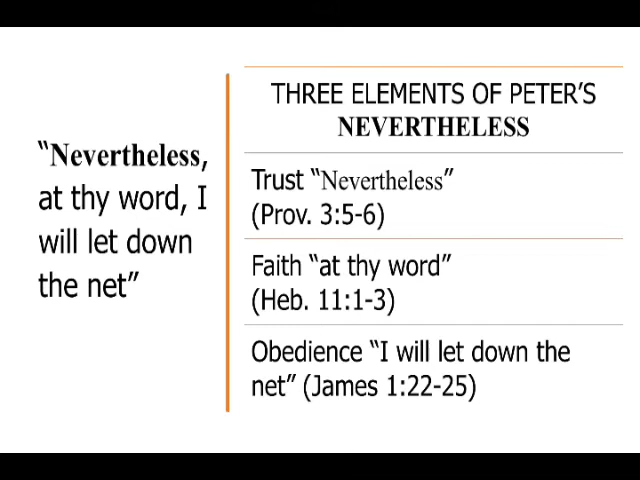 “Nevertheless,
at thy word, I
will let down
the net”
THREE ELEMENTS OF PETER’S
NEVERTHELESS
Trust “Nevertheless”
(Prov. 3:5-6)
Faith “at thy word”
(Heb. 11:1-3)
Obedience “I will let down the
net” (James 1:22-25)